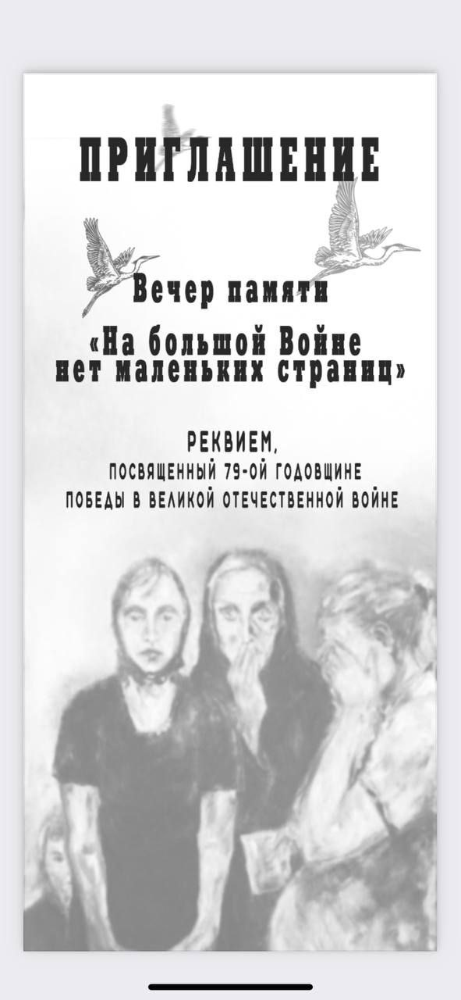 ПРИГЛАШЕНИЕ
Вечер памяти
«На большой Войне
нет маленьких страниц»
РЕКВИЕМ,
ПОСВЯЩЕННЫЙ 79-ОЙ ГОДОВЩИНЕ
ПОБЕДЫ В ВЕЛИКОЙ ОТЕЧЕСТВЕННОЙ ВОЙНЕ